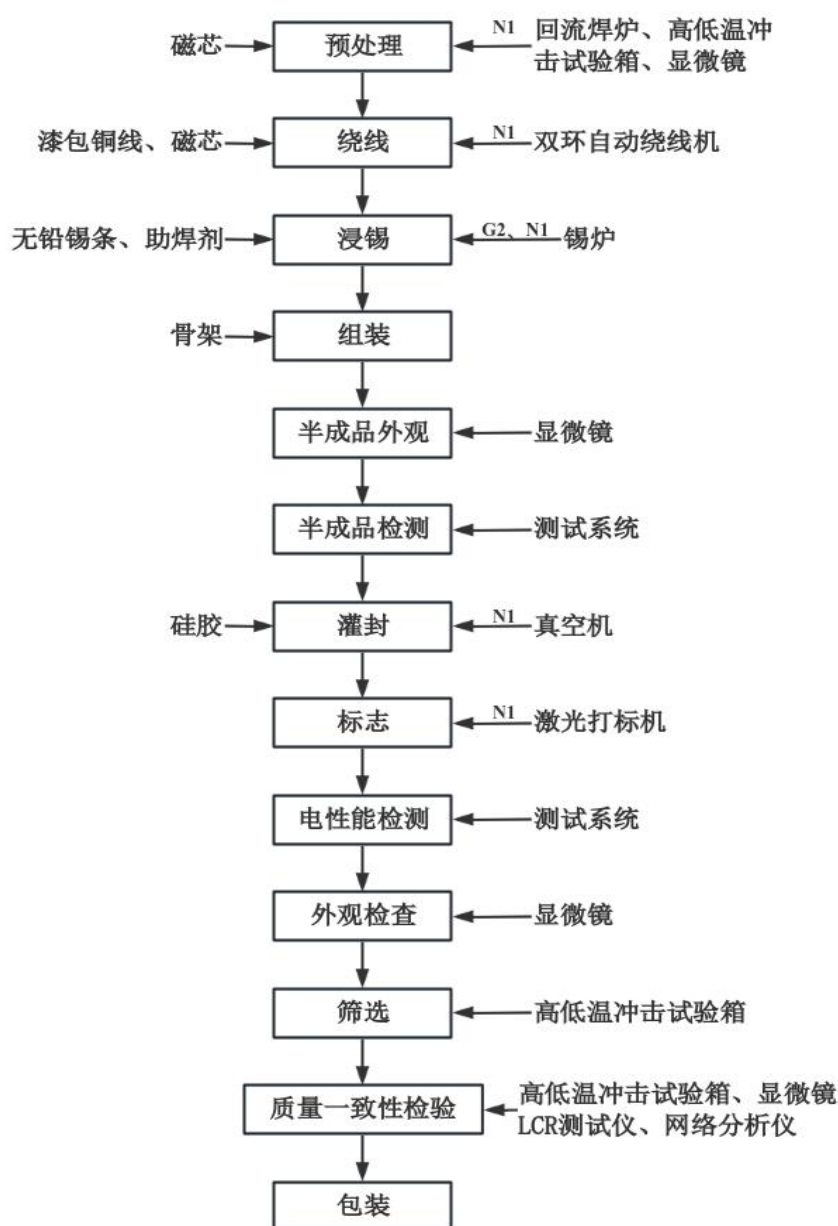 磁芯
预处理
N1
回流焊炉、高低温冲
击试验箱、显微镜
漆包铜线、磁芯
绕线
N1
双环自动绕线机
无铅锡条、助焊剂
浸锡
G2、N1
锡炉
骨架
组装
半成品外观
显微镜
半成品检测
测试系统
硅胶
灌封
N1
真空机
标志
N1
激光打标机
电性能检测
测试系统
外观检查
显微镜
筛选
高低温冲击试验箱
质量一致性检验
高低温冲击试验箱、显微镜
LCR测试仪、网络分析仪
包装